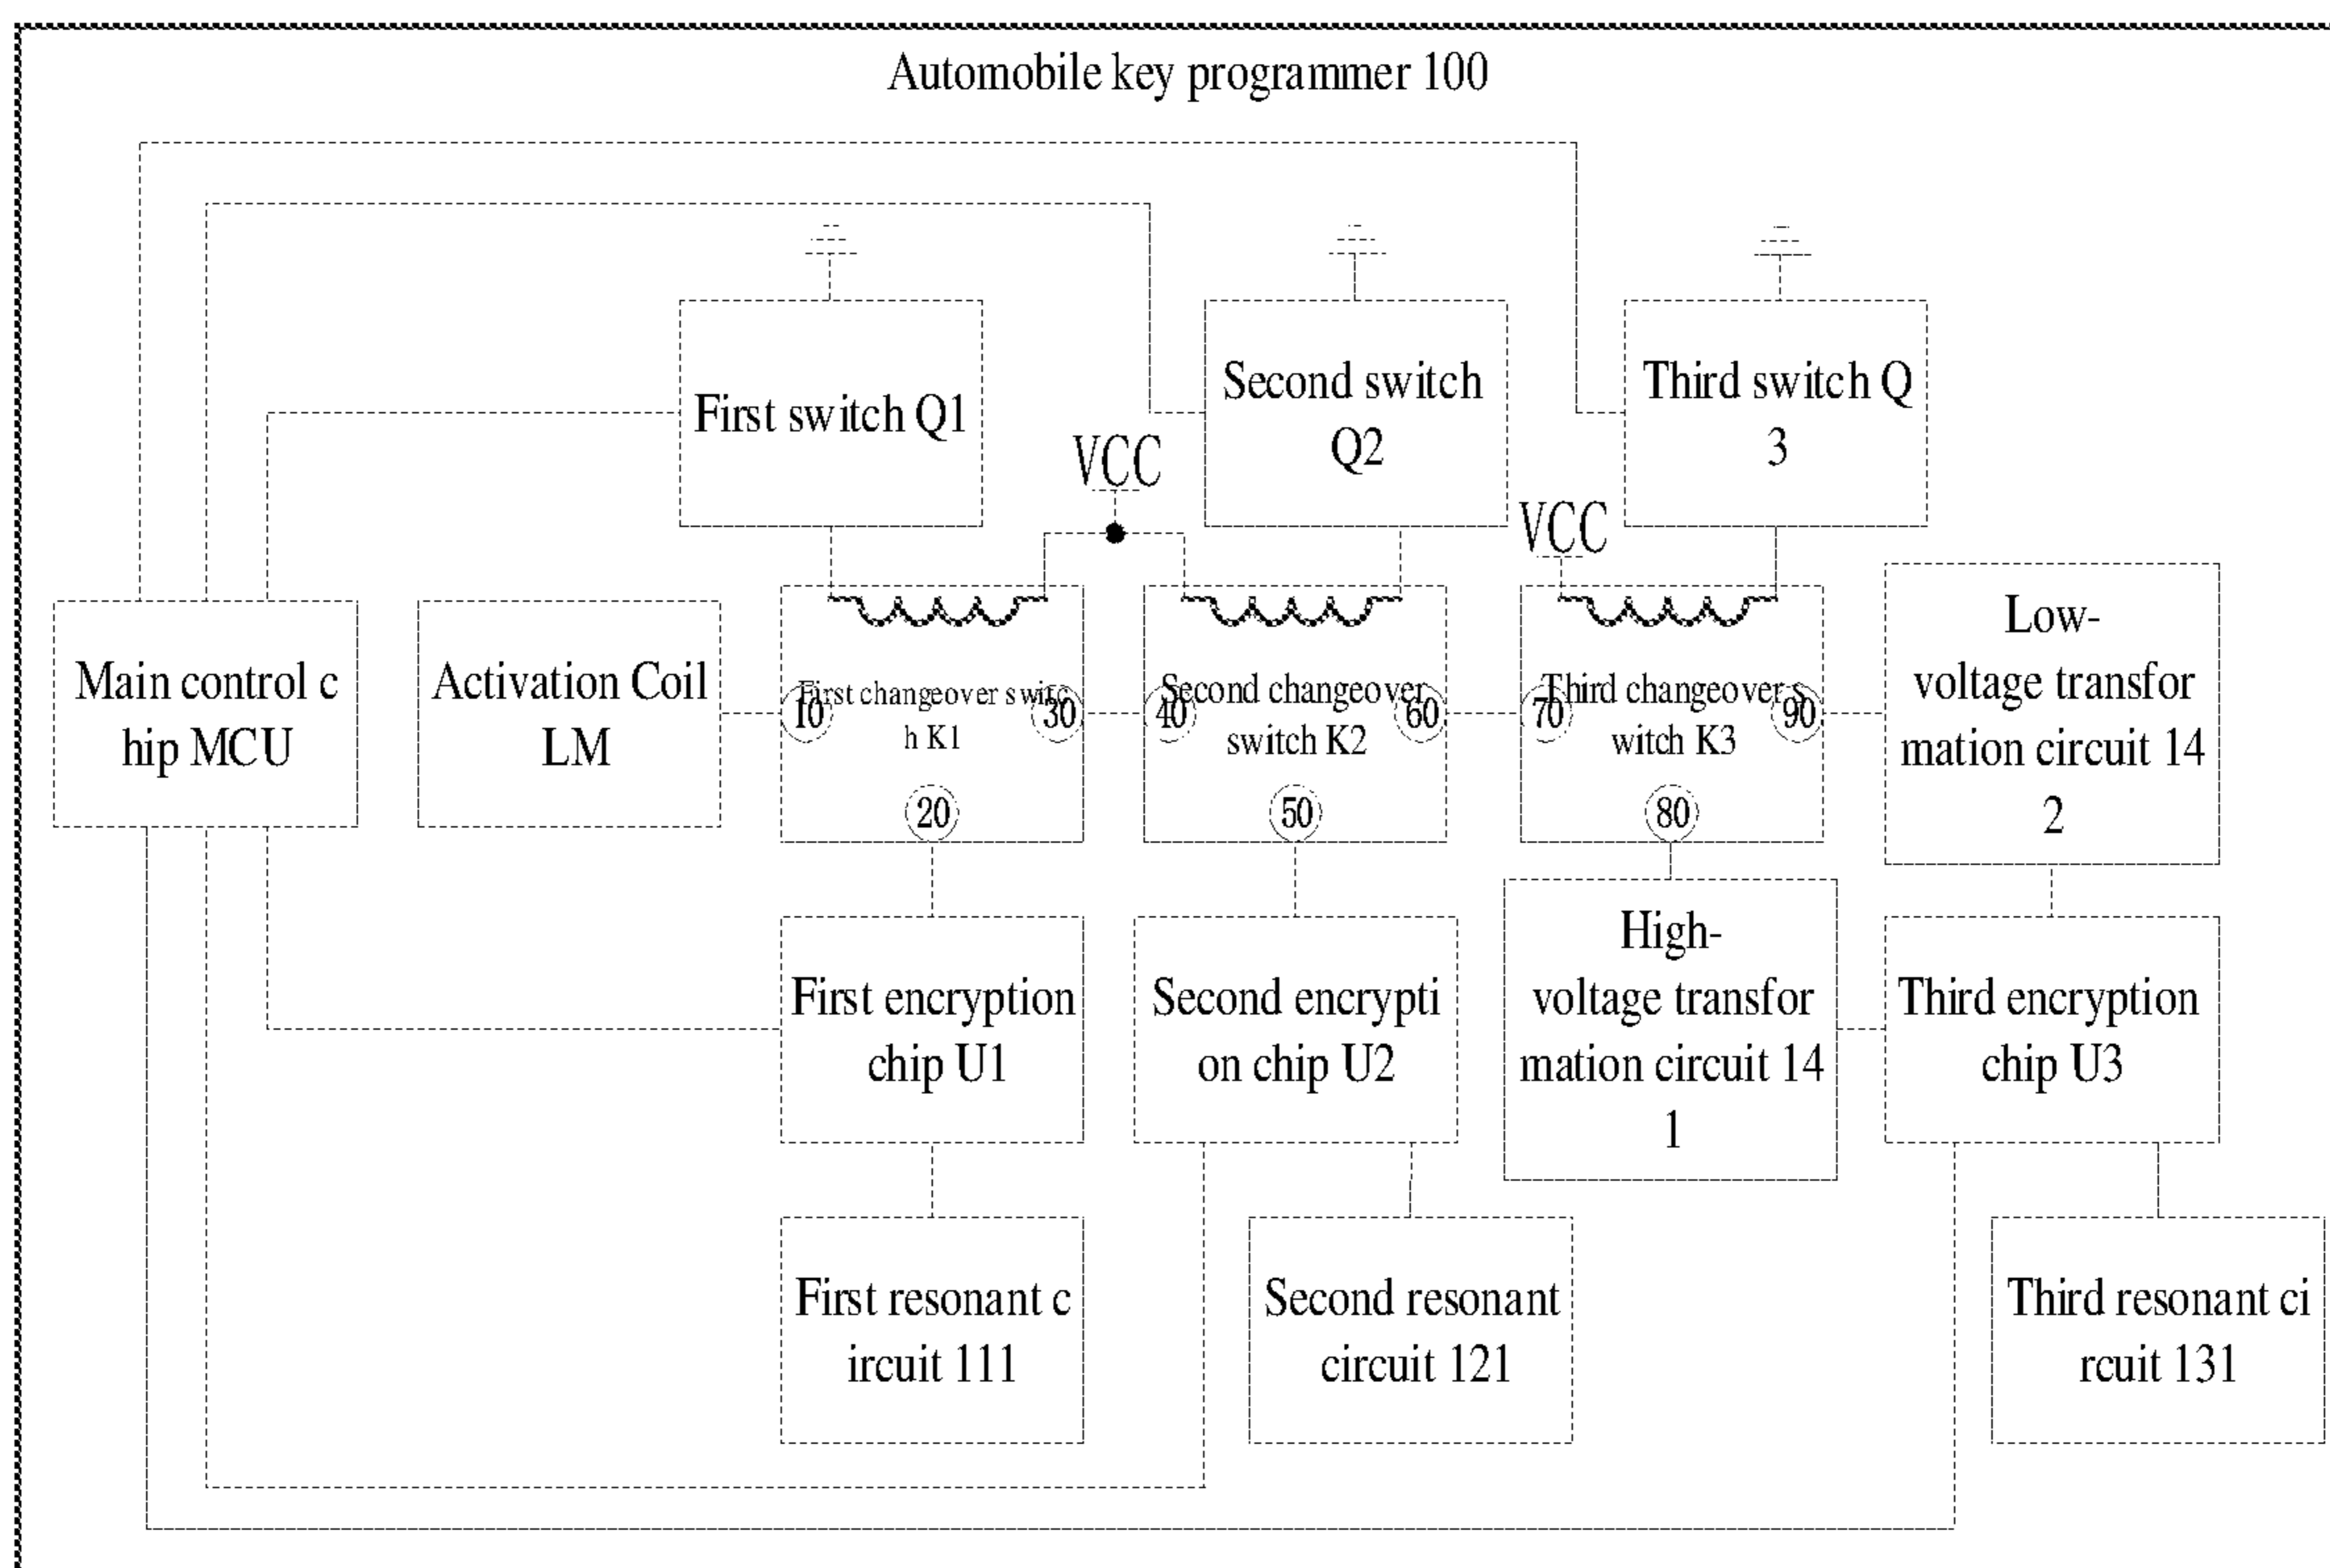 Automobile key programmer 100
First switch Q1
Second switch
Q2
Third switch Q
3
VCC
VCC
Main control c
hip MCU
Activation Coil
LM
First changeover switc
h K1
10
30
20
Second changeover
switch K2
40
60
50
Third changeover s
witch K3
70
90
80
Low-
voltage transfor
mation circuit 14
2
First encryption
chip U1
Second encrypti
on chip U2
High-
voltage transfor
mation circuit 14
1
Third encryption
chip U3
First resonant c
ircuit 111
Second resonant
circuit 121
Third resonant ci
rcuit 131